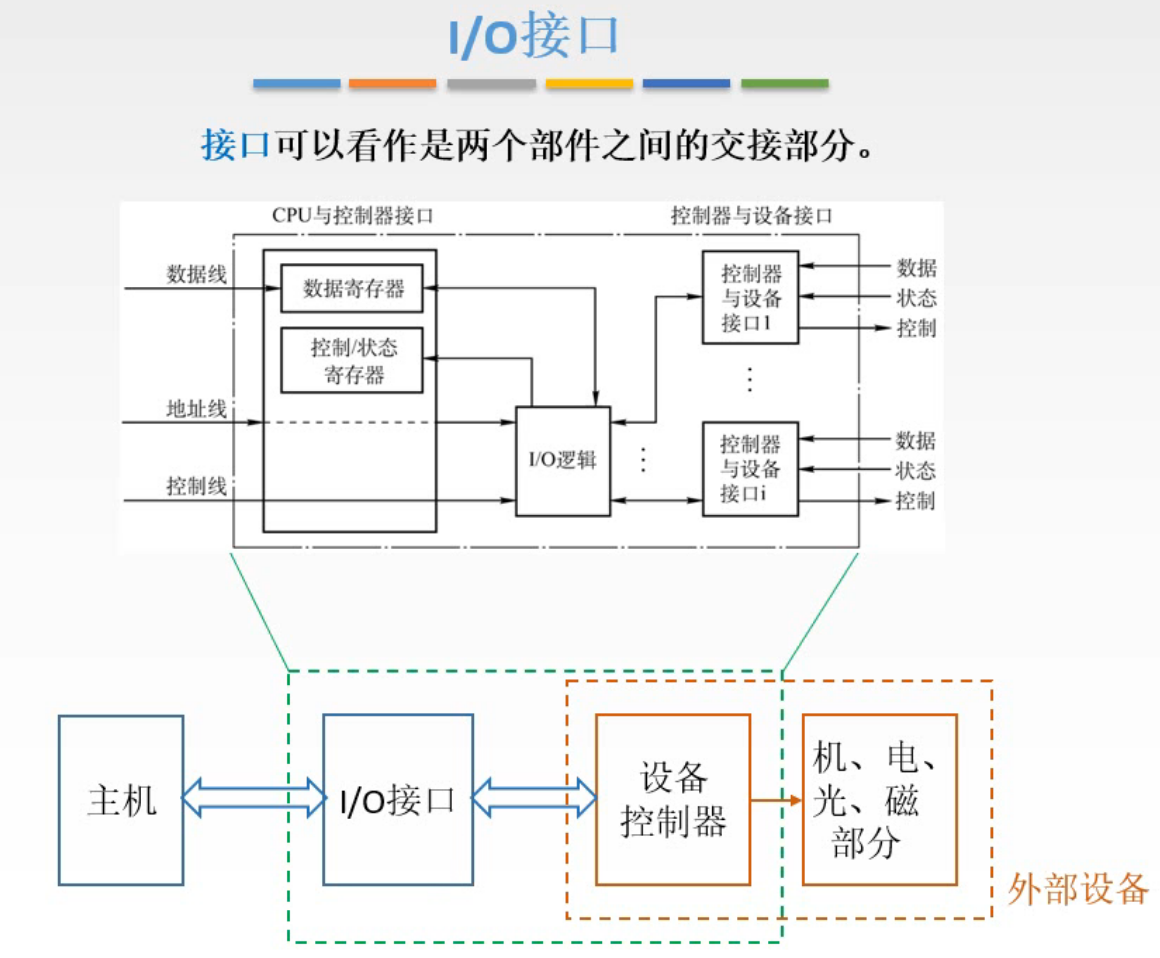 I/O接口
接口可以看作是两个部件之间的交接部分。
CPU与控制器接口
控制器与设备接口
数据线
数据寄存器
控制/状态
寄存器
地址线
控制线
I/O逻辑
控制器
与设备
接口1
数据
状态
控制
⋮
⋮
控制器
与设备
接口i
数据
状态
控制
主机
I/O接口
设备
控制器
机、电、
光、磁
部分
外部设备